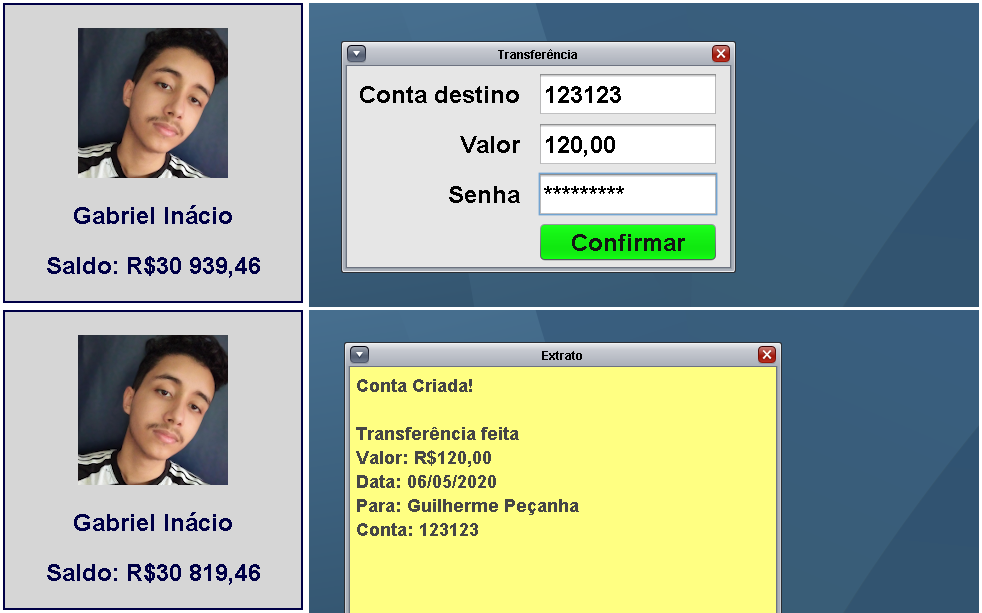 Gabriel Inácio
Saldo: R$30 939,46
Transferência
Conta destino 123123
Valor 120,00
Senha *********
Confirmar
Gabriel Inácio
Saldo: R$30 819,46
Extrato
Conta Criada!
Transferência feita
Valor: R$120,00
Data: 06/05/2020
Para: Guilherme Peçanha
Conta: 123123